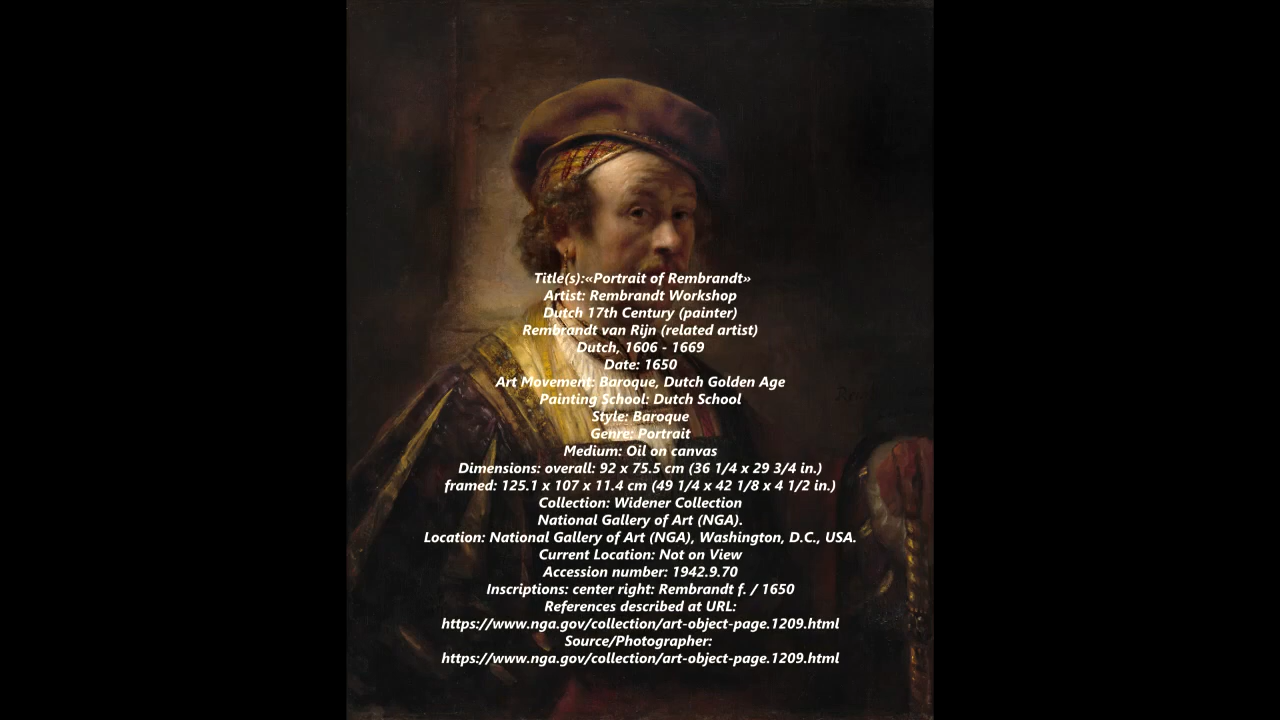 Title(s):«Portrait of Rembrandt»
Artist: Rembrandt Workshop
Dutch 17th Century (painter)
Rembrandt van Rijn (related artist)
Dutch, 1606 - 1669
Date: 1650
Art Movement: Baroque, Dutch Golden Age
Painting School: Dutch School
Style: Baroque
Genre: Portrait
Medium: Oil on canvas
Dimensions: overall: 92 x 75.5 cm (36 1/4 x 29 3/4 in.)
framed: 125.1 x 107 x 11.4 cm (49 1/4 x 42 1/8 x 4 1/2 in.)
Collection: Widener Collection
National Gallery of Art (NGA).
Location: National Gallery of Art (NGA), Washington, D.C., USA.
Current Location: Not on View
Accession number: 1942.9.70
Inscriptions: center right: Rembrandt f. / 1650
References described at URL:
https://www.nga.gov/collection/art-object-page.1209.html
Source/Photographer:
https://www.nga.gov/collection/art-object-page.1209.html